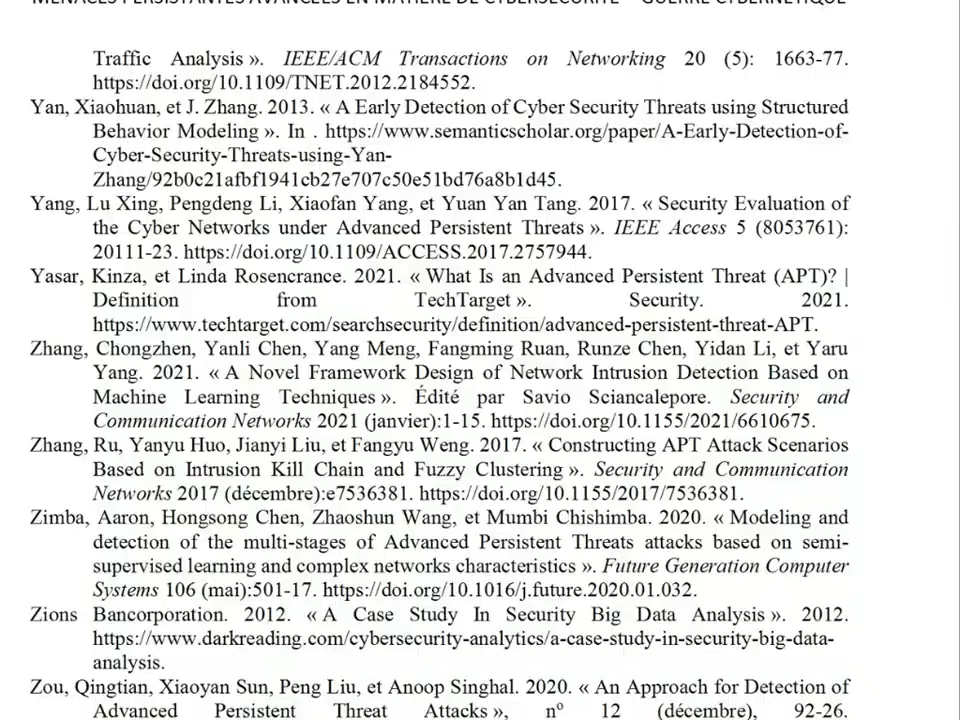 MENACES PERSISTANTES AVANCÉES EN MATIÈRE DE CYBERSÉCURITÉ – GUERRE CYBERNÉTIQUE
Traffic Analysis ». IEEE/ACM Transactions on Networking 20 (5): 1663-77.
https://doi.org/10.1109/TNET.2012.2184552.
Yan, Xiaohuan, et J. Zhang. 2013. « A Early Detection of Cyber Security Threats using Structured
Behavior Modeling ». In . https://www.semanticscholar.org/paper/A-Early-Detection-of-
Cyber-Security-Threats-using-Yan-
Zhang/92b0c21afbf1941cb27e707c50e51bd76a8b1d45.
Yang, Lu Xing, Pengdeng Li, Xiaofan Yang, et Yuan Yan Tang. 2017. « Security Evaluation of
the Cyber Networks under Advanced Persistent Threats ». IEEE Access 5 (8053761):
20111-23. https://doi.org/10.1109/ACCESS.2017.2757944.
Yasar, Kinza, et Linda Rosencrance. 2021. « What Is an Advanced Persistent Threat (APT)? |
Definition from TechTarget ». Security. 2021.
https://www.techtarget.com/searchsecurity/definition/advanced-persistent-threat-APT.
Zhang, Chongzhen, Yanli Chen, Yang Meng, Fangming Ruan, Runze Chen, Yidan Li, et Yaru
Yang. 2021. « A Novel Framework Design of Network Intrusion Detection Based on
Machine Learning Techniques ». Édité par Savio Sciancalepore. Security and
Communication Networks 2021 (janvier):1-15. https://doi.org/10.1155/2021/6610675.
Zhang, Ru, Yanyu Huo, Jianyi Liu, et Fangyu Weng. 2017. « Constructing APT Attack Scenarios
Based on Intrusion Kill Chain and Fuzzy Clustering ». Security and Communication
Networks 2017 (décembre):e7536381. https://doi.org/10.1155/2017/7536381.
Zimba, Aaron, Hongsong Chen, Zhaoshun Wang, et Mumbi Chishimba. 2020. « Modeling and
detection of the multi-stages of Advanced Persistent Threats attacks based on semi-
supervised learning and complex networks characteristics ». Future Generation Computer
Systems 106 (mai):501-17. https://doi.org/10.1016/j.future.2020.01.032.
Zions Bancorporation. 2012. « A Case Study In Security Big Data Analysis ». 2012.
https://www.darkreading.com/cybersecurity-analytics/a-case-study-in-security-big-data-
analysis.
Zou, Qingtian, Xiaoyan Sun, Peng Liu, et Anoop Singhal. 2020. « An Approach for Detection of
Advanced Persistent Threat Attacks », nº 12 (décembre), 92-26.